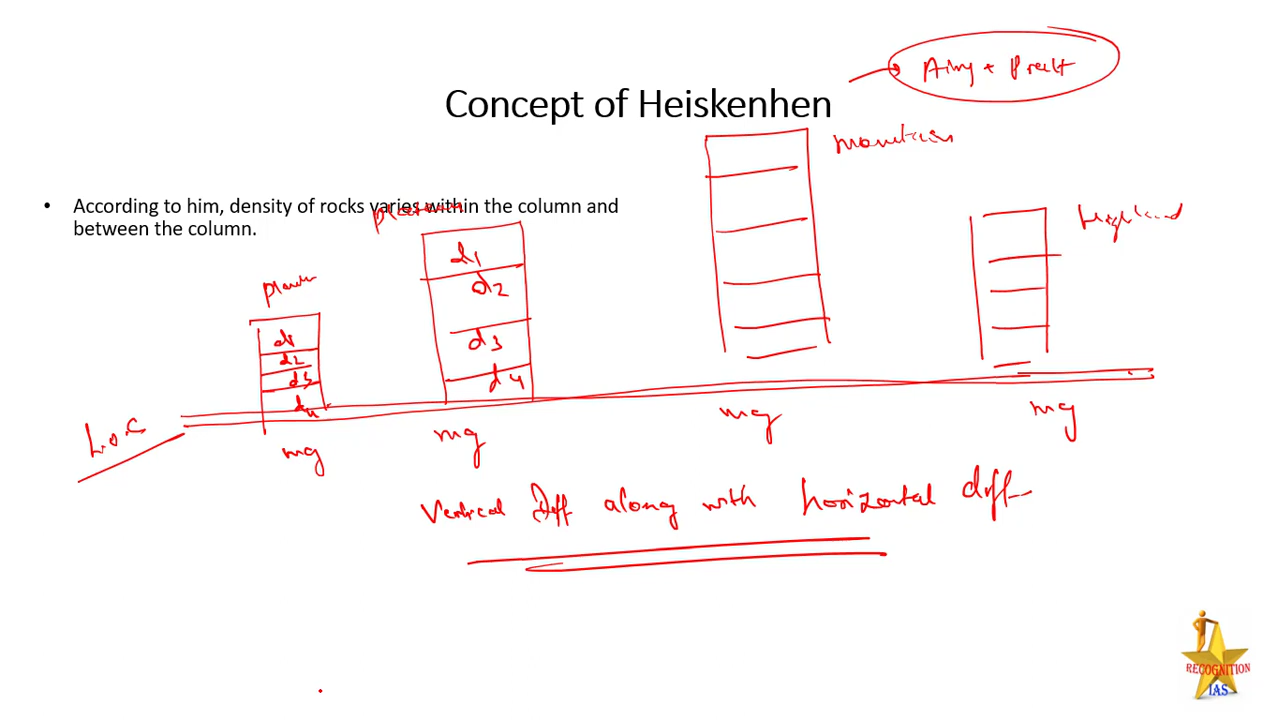 Airy + Pratt
Concept of Heiskenhen
mountain
• According to him, density of rocks varies within the column and
between the column.
highland
d1
d2
d3
d4
d1
d2
d3
d4
L.O.C
mg
mg
mg
mg
Vertical Diff along with horizontal diff
RECOGNITION
IAS